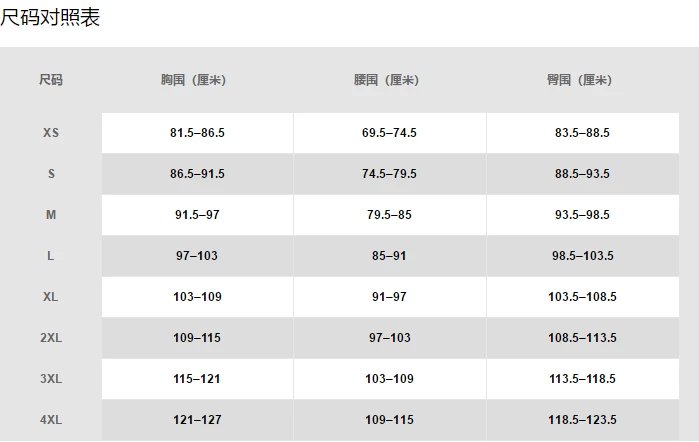 尺码对照表
尺码 胸围（厘米） 腰围（厘米） 臀围（厘米）
XS 81.5–86.5 69.5–74.5 83.5–88.5
S 86.5–91.5 74.5–79.5 88.5–93.5
M 91.5–97 79.5–85 93.5–98.5
L 97–103 85–91 98.5–103.5
XL 103–109 91–97 103.5–108.5
2XL 109–115 97–103 108.5–113.5
3XL 115–121 103–109 113.5–118.5
4XL 121–127 109–115 118.5–123.5